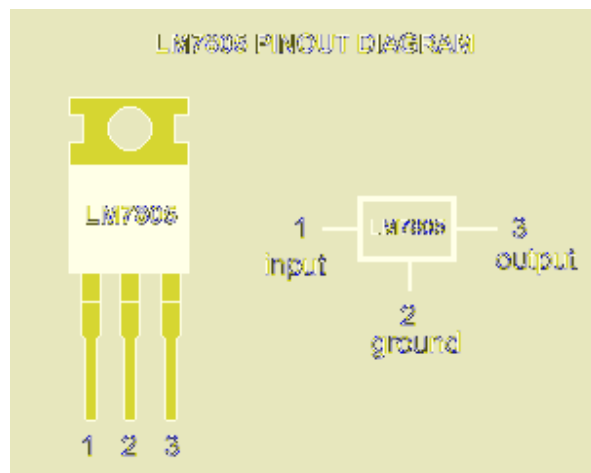 LM7805 PINOUT DIAGRAM
LM7805
1 2 3
1
input
LM7805
3
output
2
ground